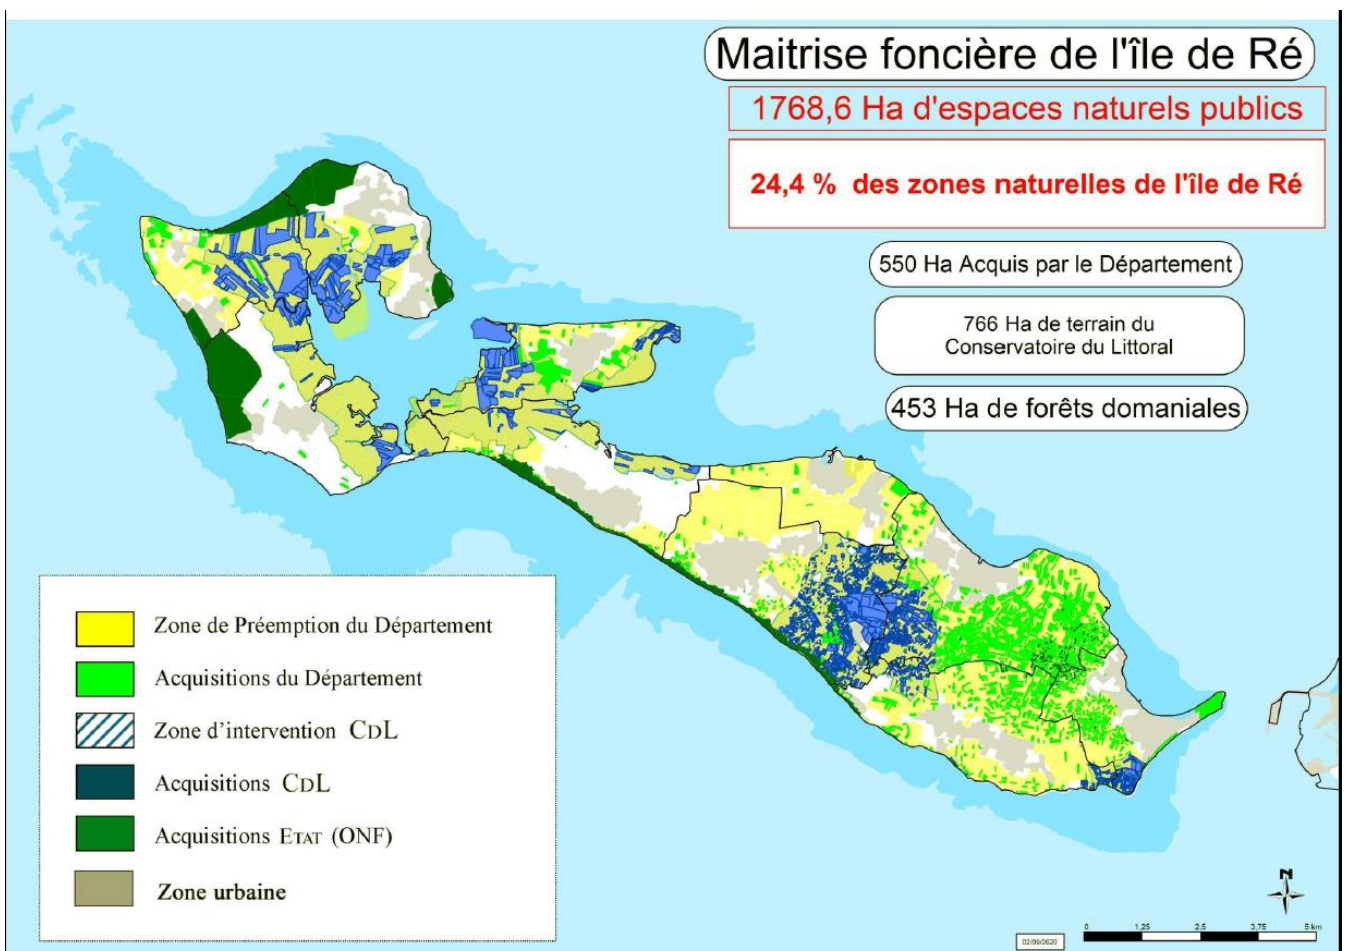 Maitrise foncière de l'île de Ré
1768,6 Ha d'espaces naturels publics
24,4 % des zones naturelles de l'île de Ré
550 Ha Acquis par le Département
766 Ha de terrain du
Conservatoire du Littoral
453 Ha de forêts domaniales
Zone de Préemption du Département
Acquisitions du Département
Zone d'intervention CDL
Acquisitions CDL
Acquisitions ETAT (ONF)
Zone urbaine
N
0 1,25 2,5 3,75 5 km
02/09/2020